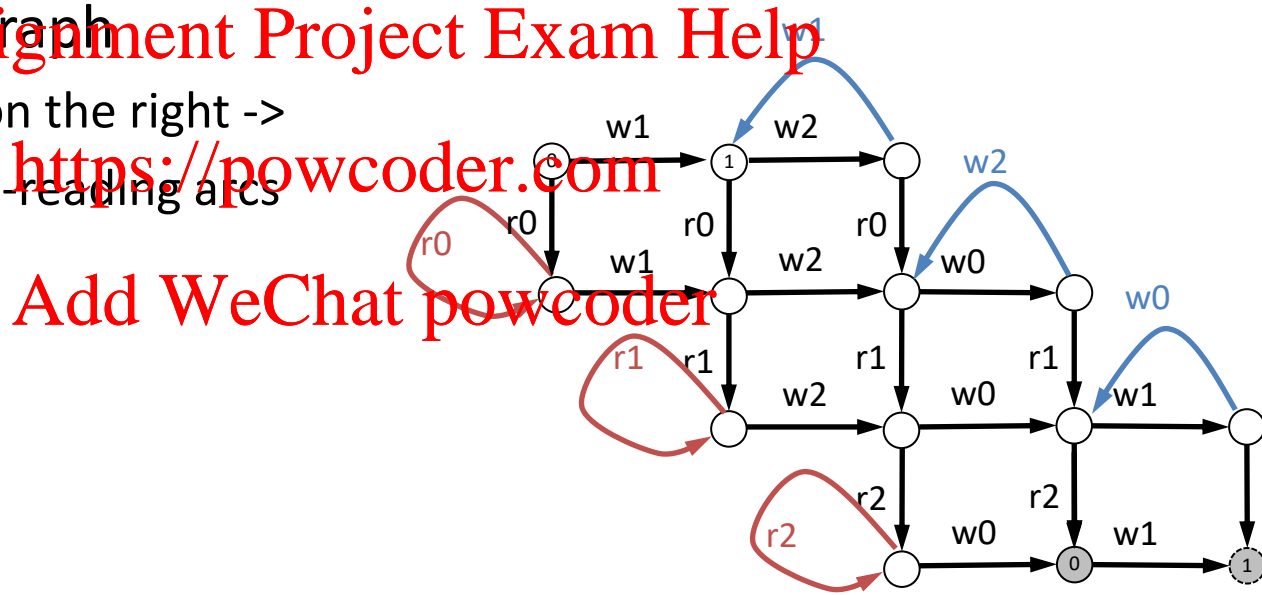 raph
ignment Project Exam Help
w1
on the right ->
w1
w2
https://powcoder.com
0
1
w2
-reading arcs
r0
r0
r0
r0
w1
w2
w0
Add WeChat powcoder
w0
r1
r1
r1
r1
w2
w0
w1
r2
r2
r2
w0
w1
0
1